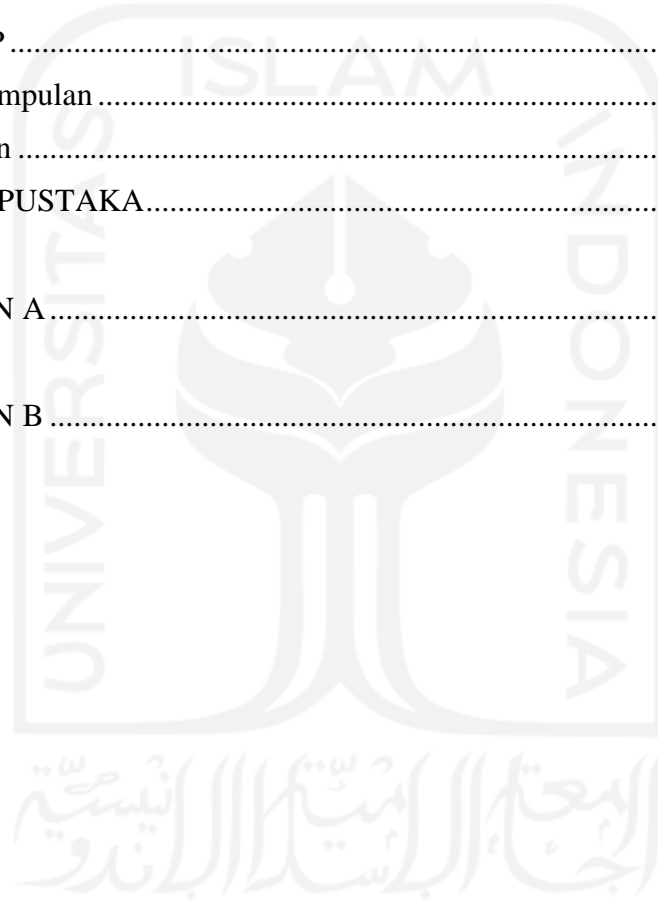 P ........................................................................................
mpulan ............................................................................
n ........................................................................................
PUSTAKA .....................................................................
N A ...................................................................................
N B ...................................................................................
ISLAM
UNIVERSITAS
INDONESIA